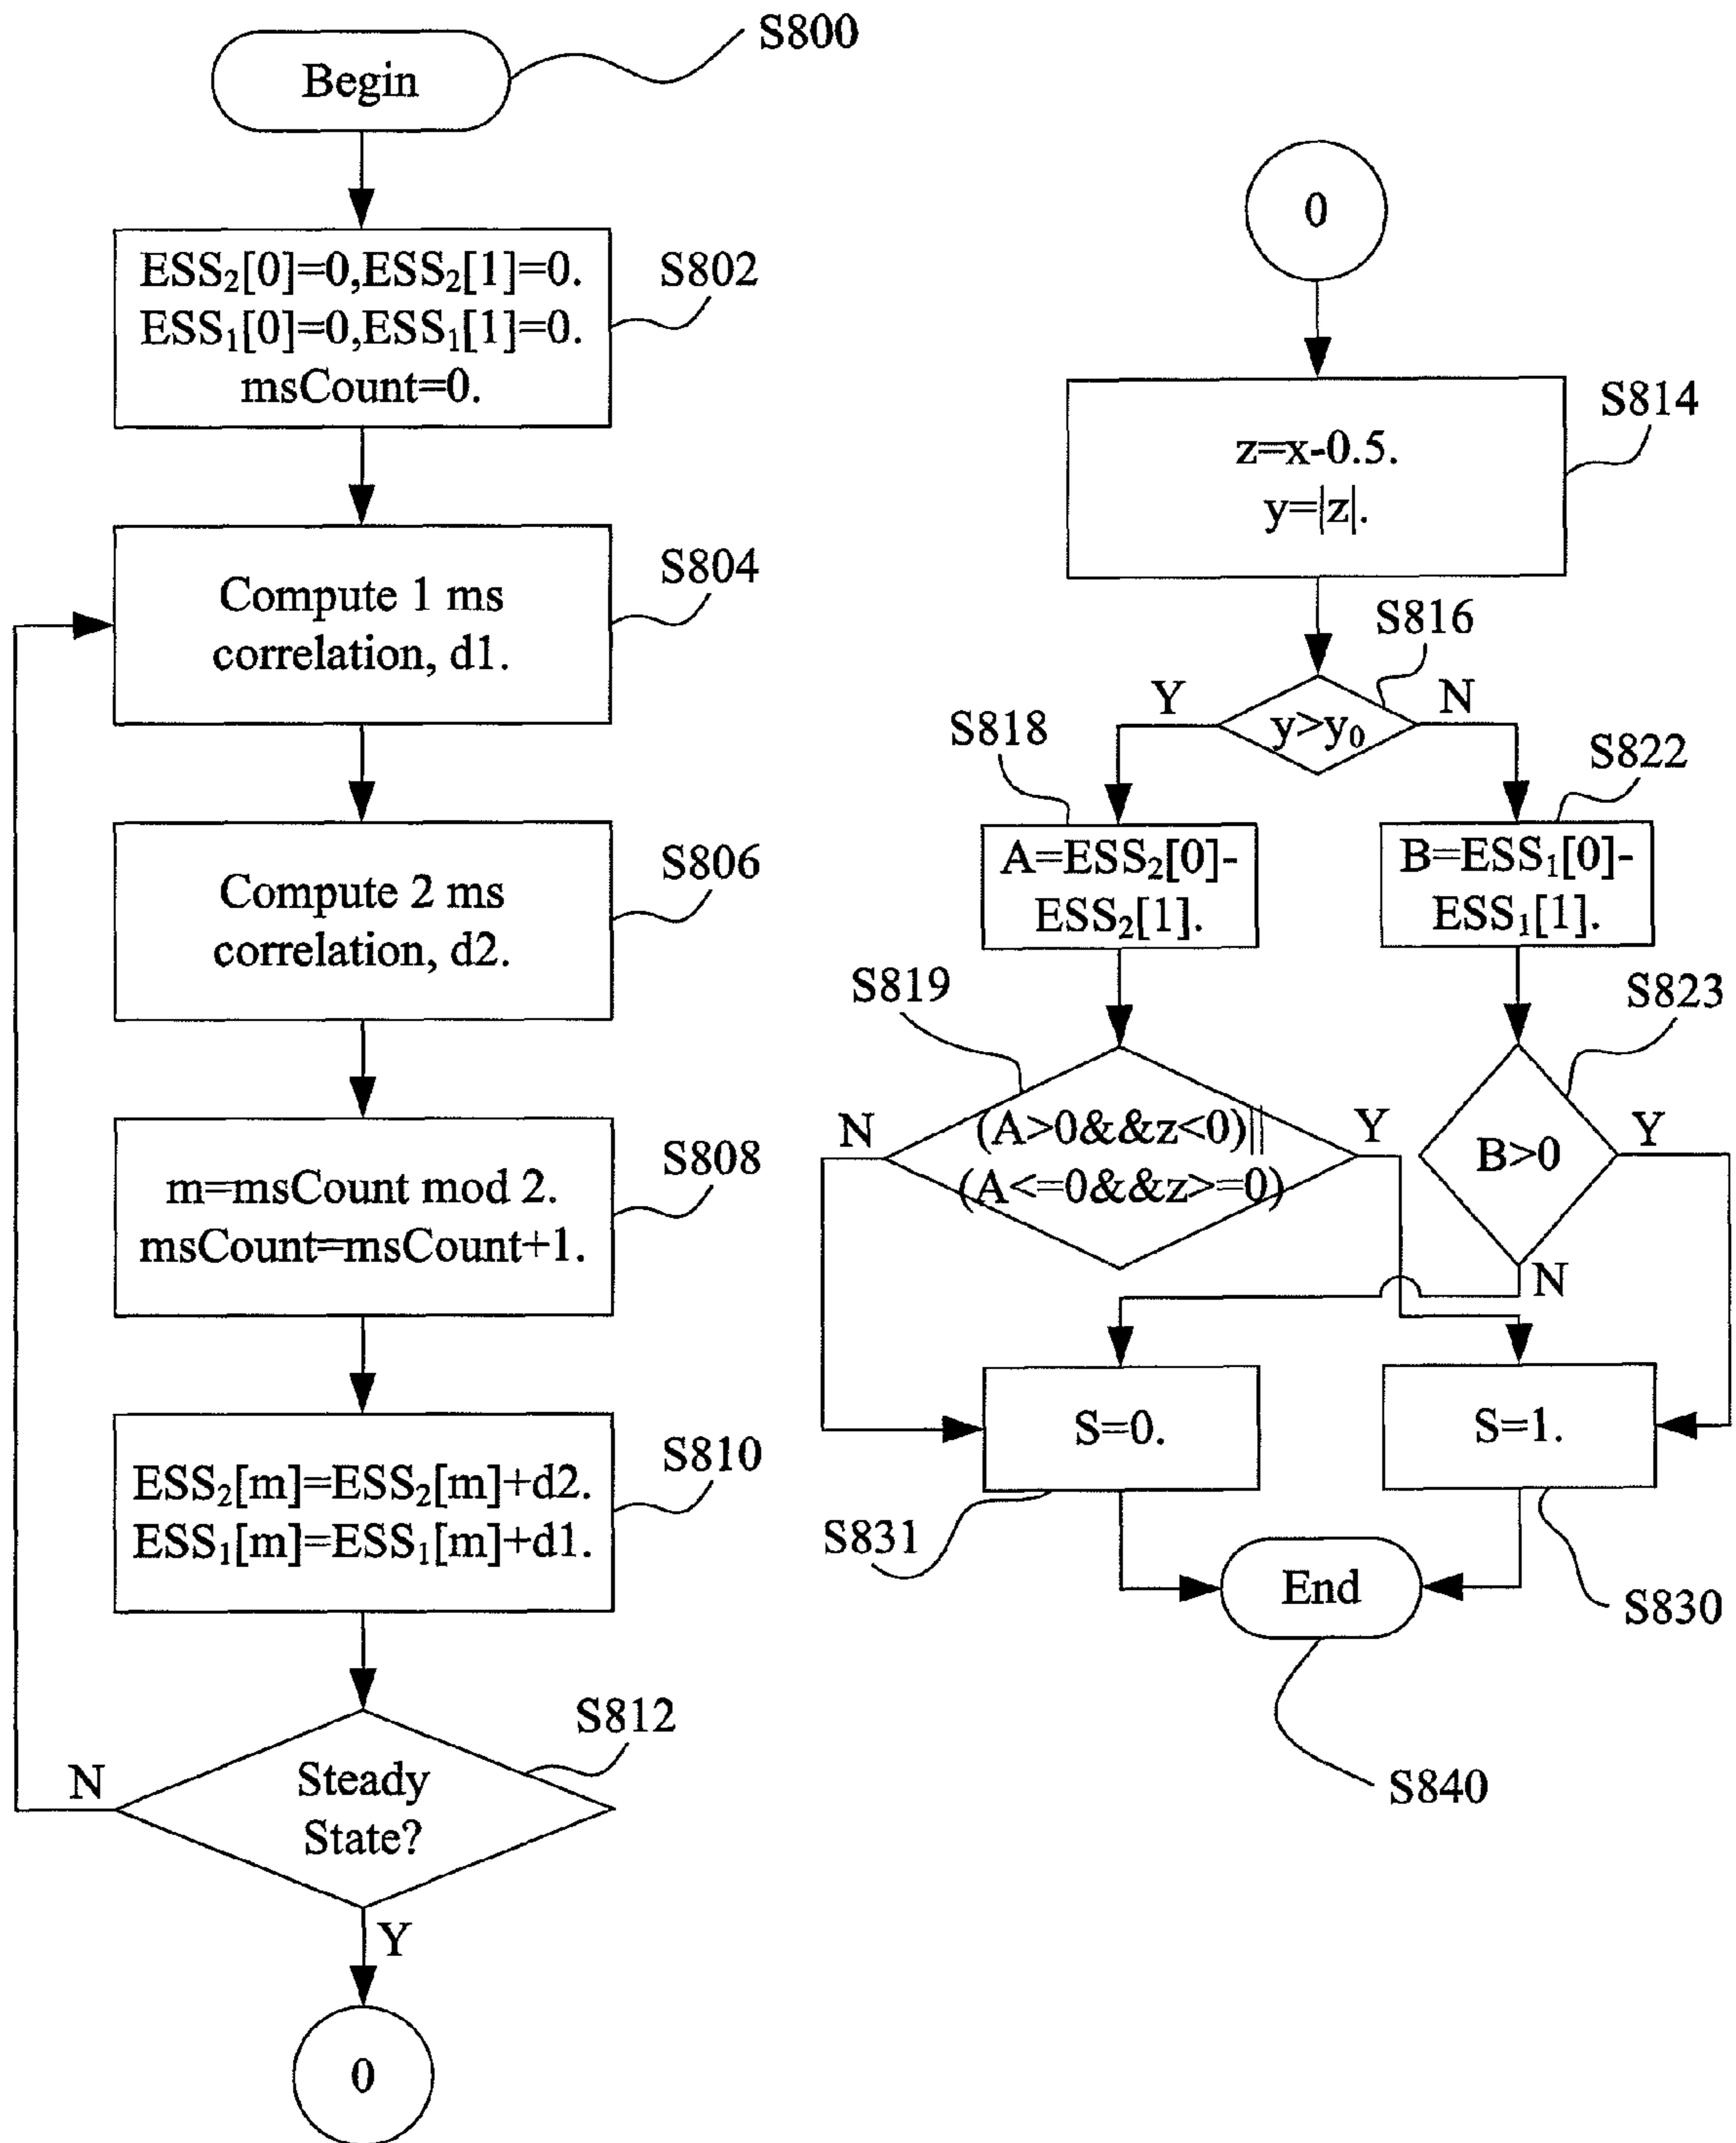 Begin
S800
ESS₂[0]=0,ESS₂[1]=0.
ESS₁[0]=0,ESS₁[1]=0.
msCount=0.
S802
Compute 1 ms
correlation, d1.
S804
Compute 2 ms
correlation, d2.
S806
m=msCount mod 2.
msCount=msCount+1.
S808
ESS₂[m]=ESS₂[m]+d2.
ESS₁[m]=ESS₁[m]+d1.
S810
Steady
State?
S812
N
Y
0
0
z=x-0.5.
y=|z|.
S814
y>y₀
S816
Y
N
A=ESS₂[0]-
ESS₂[1].
S818
B=ESS₁[0]-
ESS₁[1].
S822
(A>0&&z<0)||
(A<=0&&z>=0)
S819
N
Y
B>0
S823
Y
N
S=0.
S831
S=1.
S830
End
S840